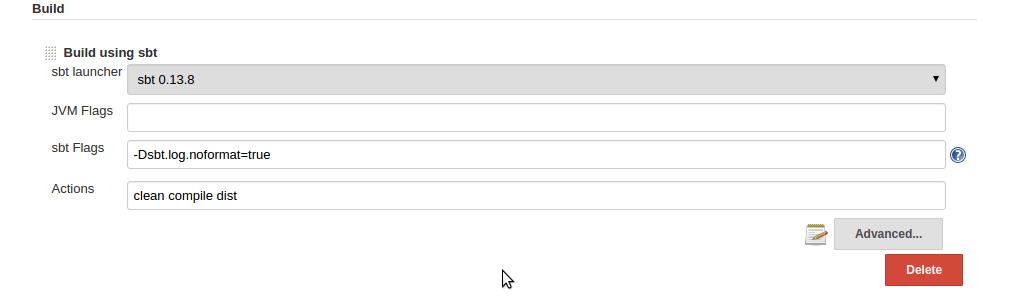 Build
Build using sbt
sbt launcher sbt 0.13.8
JVM Flags
sbt Flags -Dsbt.log.noformat=true
Actions clean compile dist
Advanced...
Delete